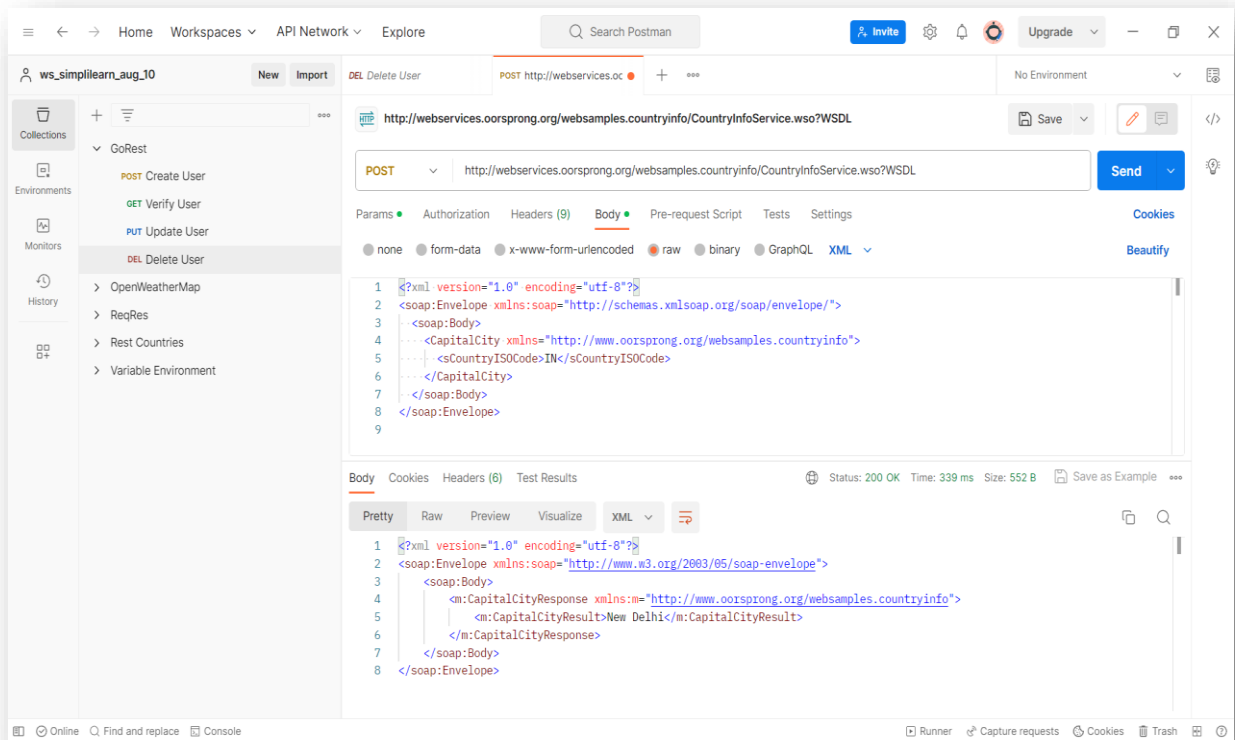 Home Workspaces API Network Explore Search Postman Invite Upgrade
ws_simplilearn_aug_10 New Import DEL Delete User POST http://webservices.oc No Environment
Collections
Environments
Monitors
History
GoRest
POST Create User
GET Verify User
PUT Update User
DEL Delete User
OpenWeatherMap
ReqRes
Rest Countries
Variable Environment
HTTP http://webservices.oorsprong.org/websamples.countryinfo/CountryInfoService.wso?WSDL Save
POST http://webservices.oorsprong.org/websamples.countryinfo/CountryInfoService.wso?WSDL Send
Params Authorization Headers (9) Body Pre-request Script Tests Settings Cookies
none form-data x-www-form-urlencoded raw binary GraphQL XML Beautify
1 <?xml version="1.0" encoding="utf-8"?>
2 <soap:Envelope xmlns:soap="http://schemas.xmlsoap.org/soap/envelope/">
3 <soap:Body>
4 <CapitalCity xmlns="http://www.oorsprong.org/websamples.countryinfo">
5 <sCountryISOCode>IN</sCountryISOCode>
6 </CapitalCity>
7 </soap:Body>
8 </soap:Envelope>
9
Body Cookies Headers (6) Test Results Status: 200 OK Time: 339 ms Size: 552 B Save as Example
Pretty Raw Preview Visualize XML
1 <?xml version="1.0" encoding="utf-8"?>
2 <soap:Envelope xmlns:soap="http://www.w3.org/2003/05/soap-envelope">
3 <soap:Body>
4 <m:CapitalCityResponse xmlns:m="http://www.oorsprong.org/websamples.countryinfo">
5 <m:CapitalCityResult>New Delhi</m:CapitalCityResult>
6 </m:CapitalCityResponse>
7 </soap:Body>
8 </soap:Envelope>
Online Find and replace Console Runner Capture requests Cookies Trash